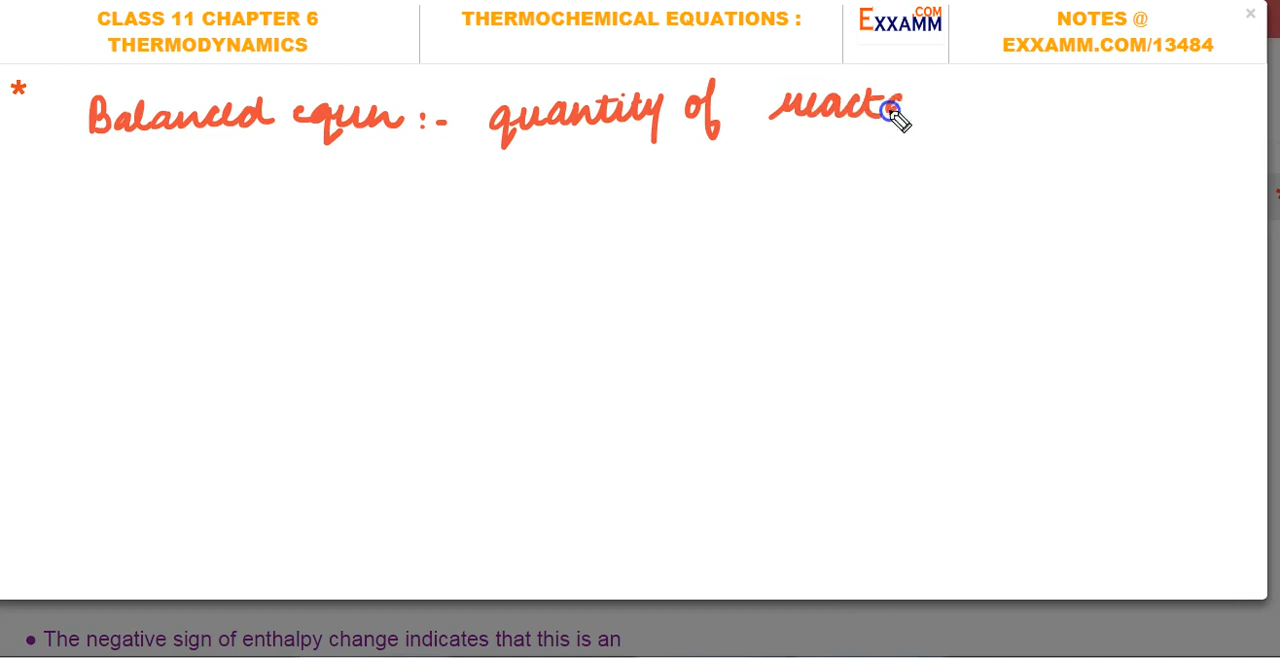 CLASS 11 CHAPTER 6
THERMODYNAMICS
THERMOCHEMICAL EQUATIONS :
EXXAMM.COM
NOTES @
EXXAMM.COM/13484
×
* Balanced equn :- quantity of reacts
• The negative sign of enthalpy change indicates that this is an